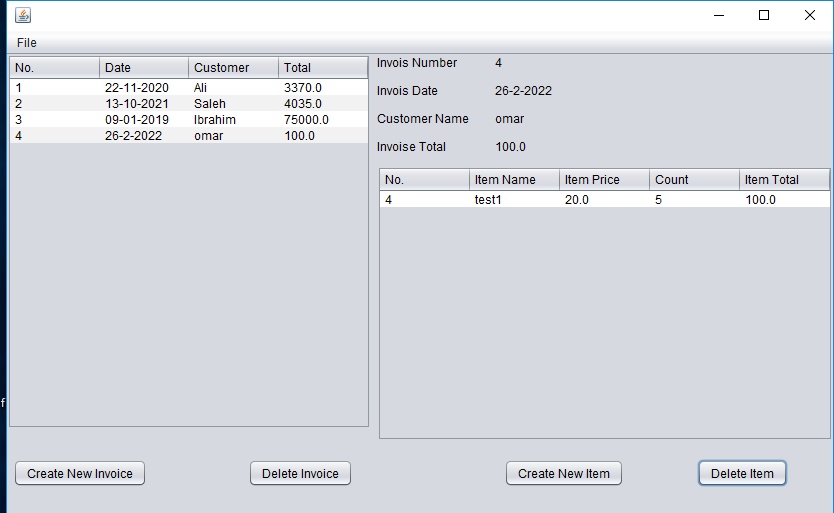 File
No. Date Customer Total
1 22-11-2020 Ali 3370.0
2 13-10-2021 Saleh 4035.0
3 09-01-2019 Ibrahim 75000.0
4 26-2-2022 omar 100.0
Invois Number 4
Invois Date 26-2-2022
Customer Name omar
Invoise Total 100.0
No. Item Name Item Price Count Item Total
4 test1 20.0 5 100.0
f
Create New Invoice Delete Invoice Create New Item Delete Item